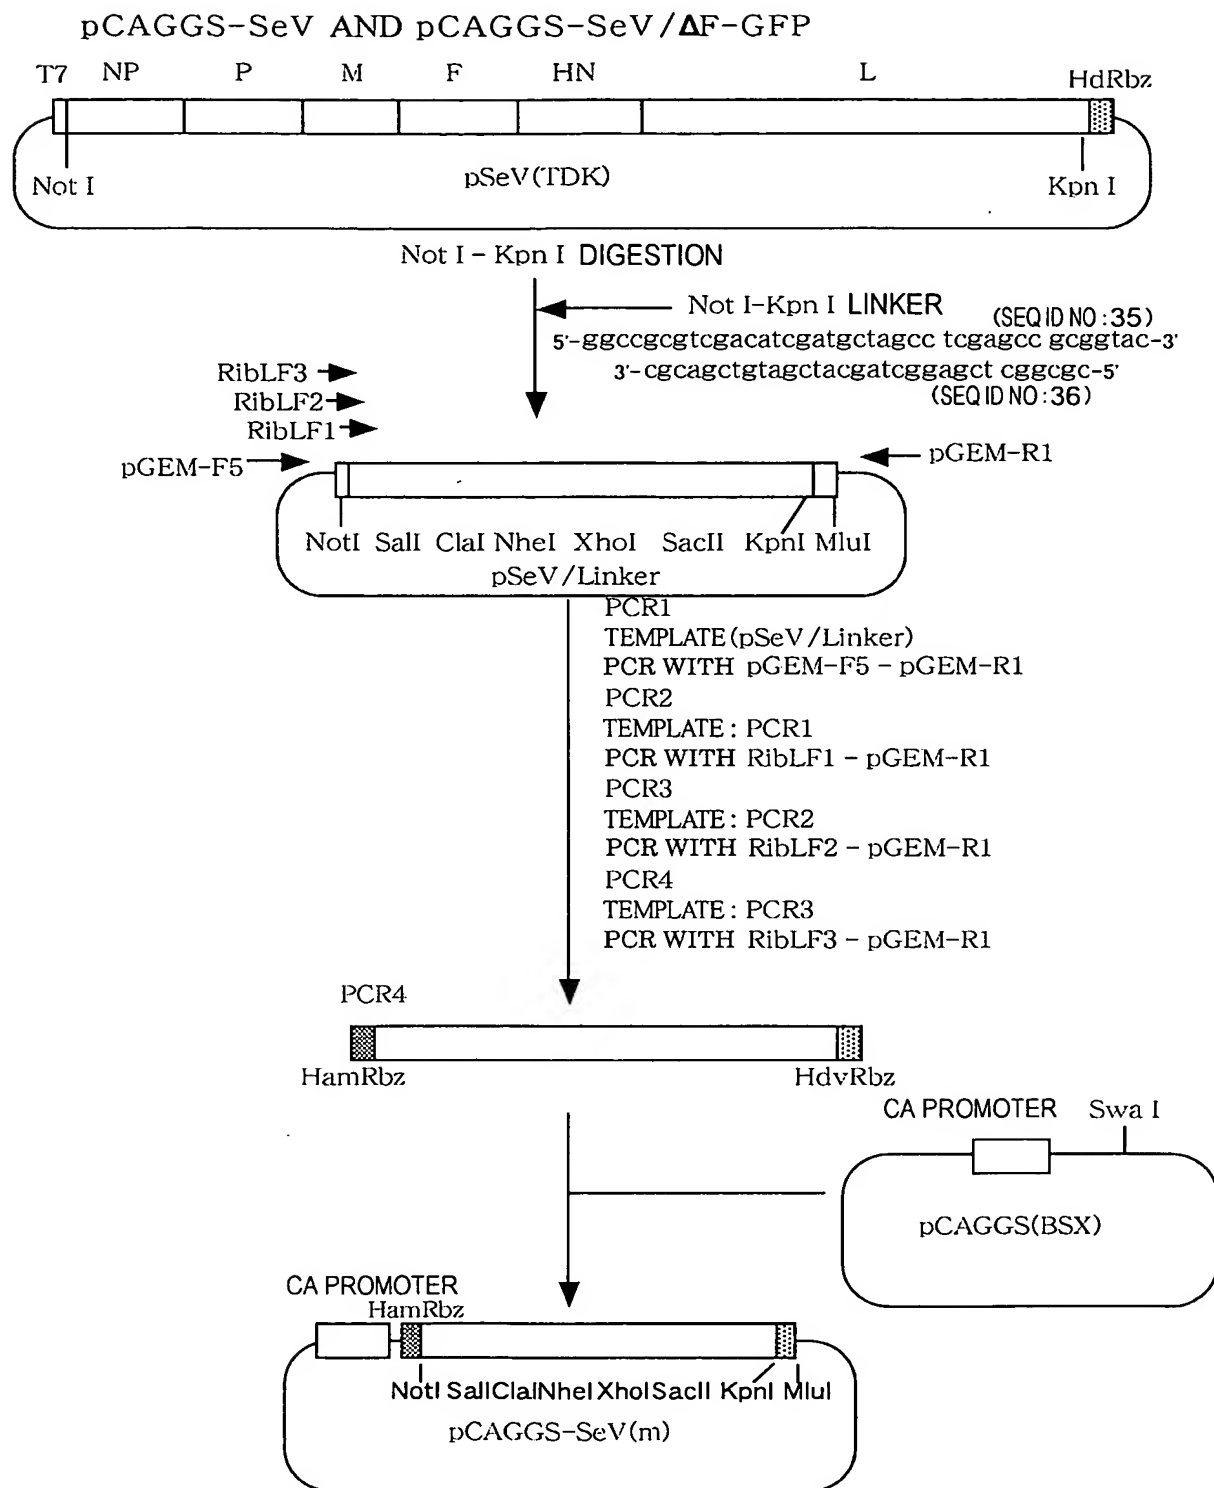 pCAGGS-SeV AND pCAGGS-SeV/ΔF-GFP
T7 NP P M F HN L HdRbz
Not I pSeV(TDK) Kpn I
Not I - Kpn I DIGESTION
Not I-Kpn I LINKER
(SEQ ID NO:35)
5'-ggccgcgtcgacatcgatgctagcc tcgagcc gcggtac-3'
3'-cgcagctgtagctacgatcggagct cggcgc-5'
(SEQ ID NO:36)
RibLF3
RibLF2
RibLF1
pGEM-F5 pGEM-R1
NotI SalI ClaI NheI XhoI SacII KpnI MluI
pSeV/Linker
PCR1
TEMPLATE(pSeV/Linker)
PCR WITH pGEM-F5 - pGEM-R1
PCR2
TEMPLATE: PCR1
PCR WITH RibLF1 - pGEM-R1
PCR3
TEMPLATE: PCR2
PCR WITH RibLF2 - pGEM-R1
PCR4
TEMPLATE: PCR3
PCR WITH RibLF3 - pGEM-R1
PCR4
HamRbz HdvRbz
CA PROMOTER Swa I
pCAGGS(BSX)
CA PROMOTER
HamRbz
NotI SalIClaINheI XhoISacII KpnI MluI
pCAGGS-SeV(m)